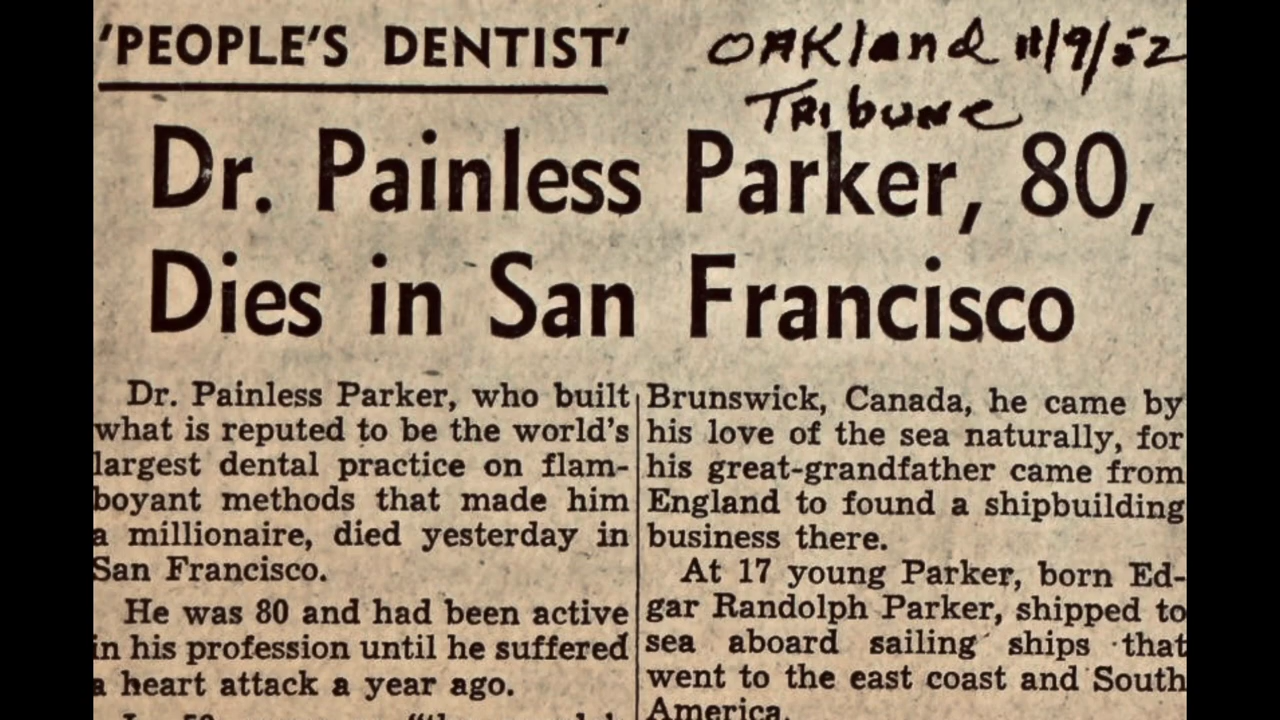 'PEOPLE'S DENTIST'
OAKland 11/9/52
TRIbune
Dr. Painless Parker, 80,
Dies in San Francisco
Dr. Painless Parker, who built
what is reputed to be the world's
largest dental practice on flam-
boyant methods that made him
a millionaire, died yesterday in
San Francisco.
He was 80 and had been active
in his profession until he suffered
a heart attack a year ago.
Brunswick, Canada, he came by
his love of the sea naturally, for
his great-grandfather came from
England to found a shipbuilding
business there.
At 17 young Parker, born Ed-
gar Randolph Parker, shipped to
sea aboard sailing ships that
went to the east coast and South
America.